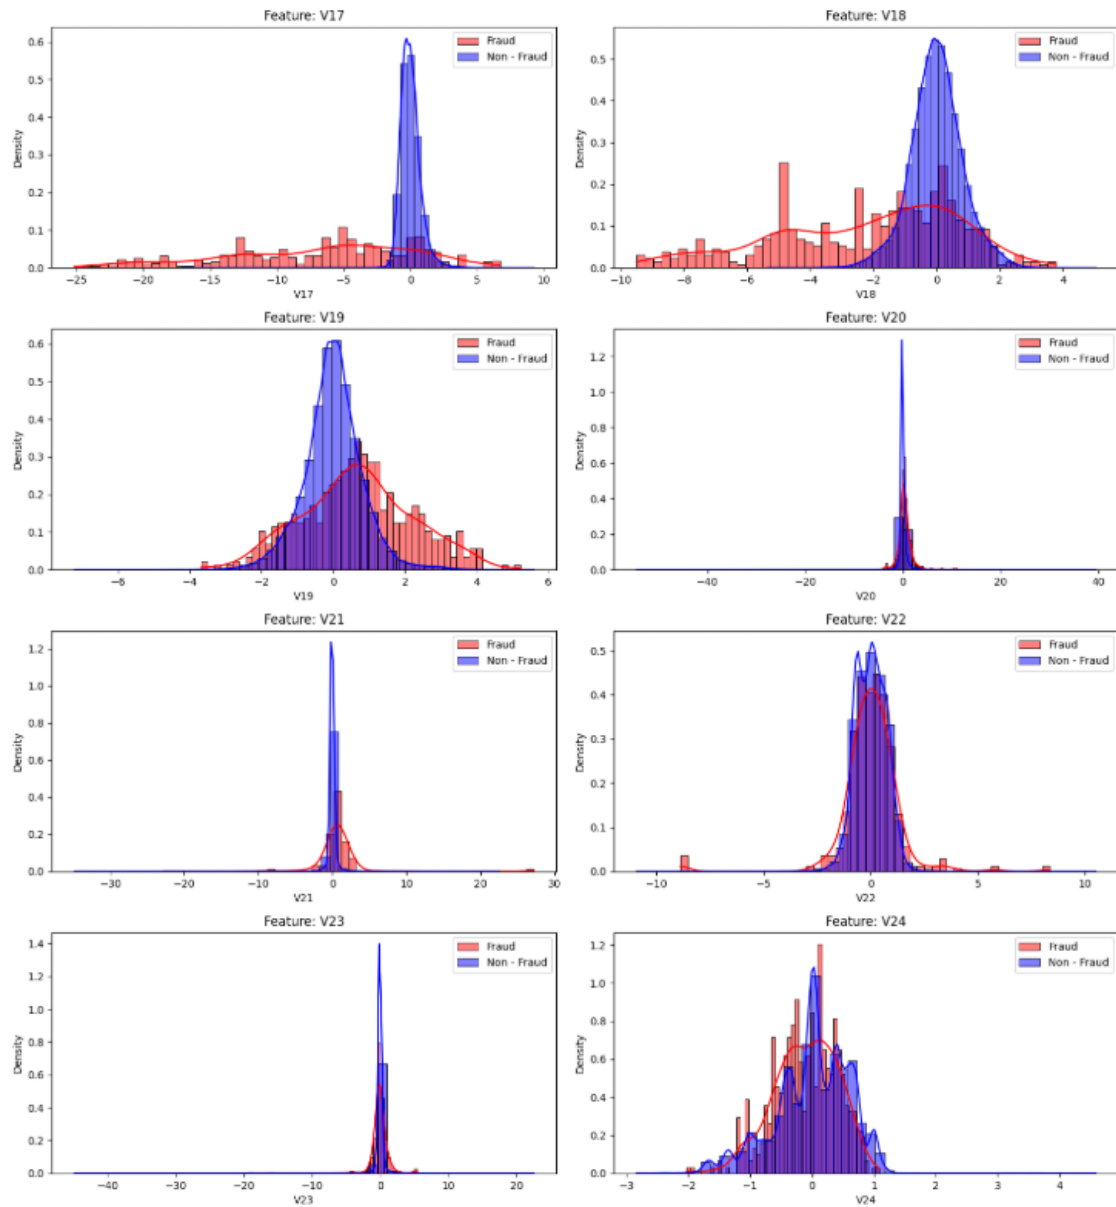 Feature: V17
Fraud
Non - Fraud
Density
0.6
0.5
0.4
0.3
0.2
0.1
0.0
−25 −20 −15 −10 −5 0 5 10
V17
Feature: V18
Fraud
Non - Fraud
Density
0.5
0.4
0.3
0.2
0.1
0.0
−10 −8 −6 −4 −2 0 2 4
V18
Feature: V19
Fraud
Non - Fraud
Density
0.6
0.5
0.4
0.3
0.2
0.1
0.0
−6 −4 −2 0 2 4 6
V19
Feature: V20
Fraud
Non - Fraud
Density
1.2
1.0
0.8
0.6
0.4
0.2
0.0
−40 −20 0 20 40
V20
Feature: V21
Fraud
Non - Fraud
Density
1.2
1.0
0.8
0.6
0.4
0.2
0.0
−30 −20 −10 0 10 20 30
V21
Feature: V22
Fraud
Non - Fraud
Density
0.5
0.4
0.3
0.2
0.1
0.0
−10 −5 0 5 10
V22
Feature: V23
Fraud
Non - Fraud
Density
1.4
1.2
1.0
0.8
0.6
0.4
0.2
0.0
−40 −30 −20 −10 0 10 20
V23
Feature: V24
Fraud
Non - Fraud
Density
1.2
1.0
0.8
0.6
0.4
0.2
0.0
−3 −2 −1 0 1 2 3 4
V24